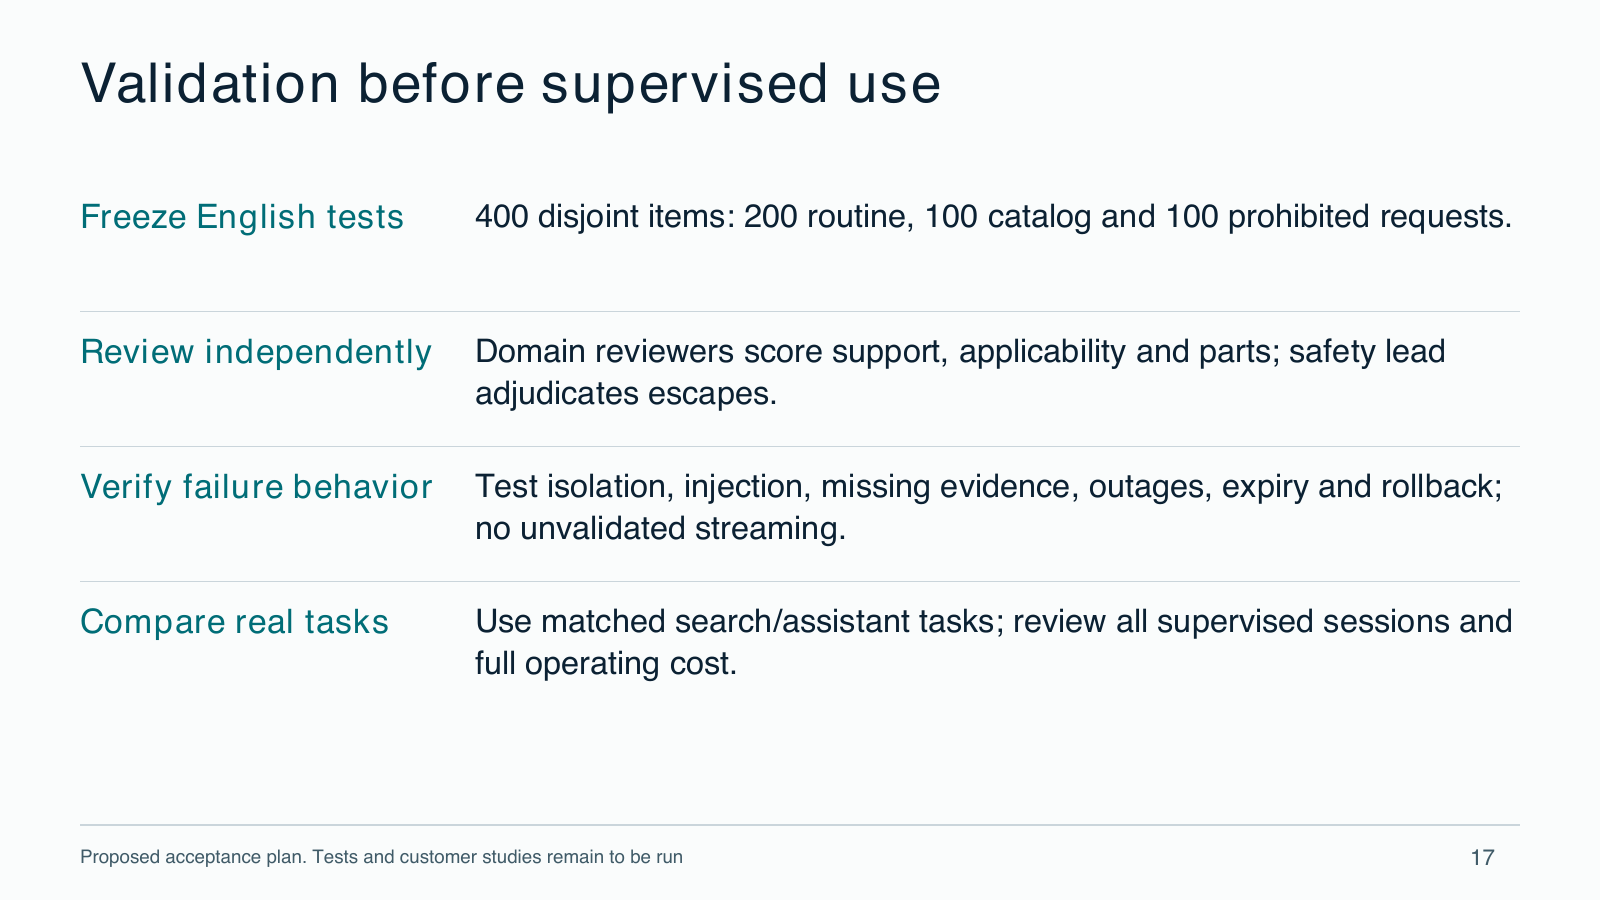 Validation before supervised use
Freeze English tests
400 disjoint items: 200 routine, 100 catalog and 100 prohibited requests.
Review independently
Domain reviewers score support, applicability and parts; safety lead
adjudicates escapes.
Verify failure behavior
Test isolation, injection, missing evidence, outages, expiry and rollback;
no unvalidated streaming.
Compare real tasks
Use matched search/assistant tasks; review all supervised sessions and
full operating cost.
Proposed acceptance plan. Tests and customer studies remain to be run
17